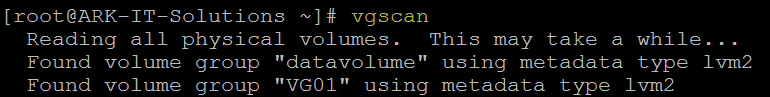 [root@ARK-IT-Solutions ~]# vgscan
Reading all physical volumes.  This may take a while...
Found volume group "datavolume" using metadata type lvm2
Found volume group "VG01" using metadata type lvm2